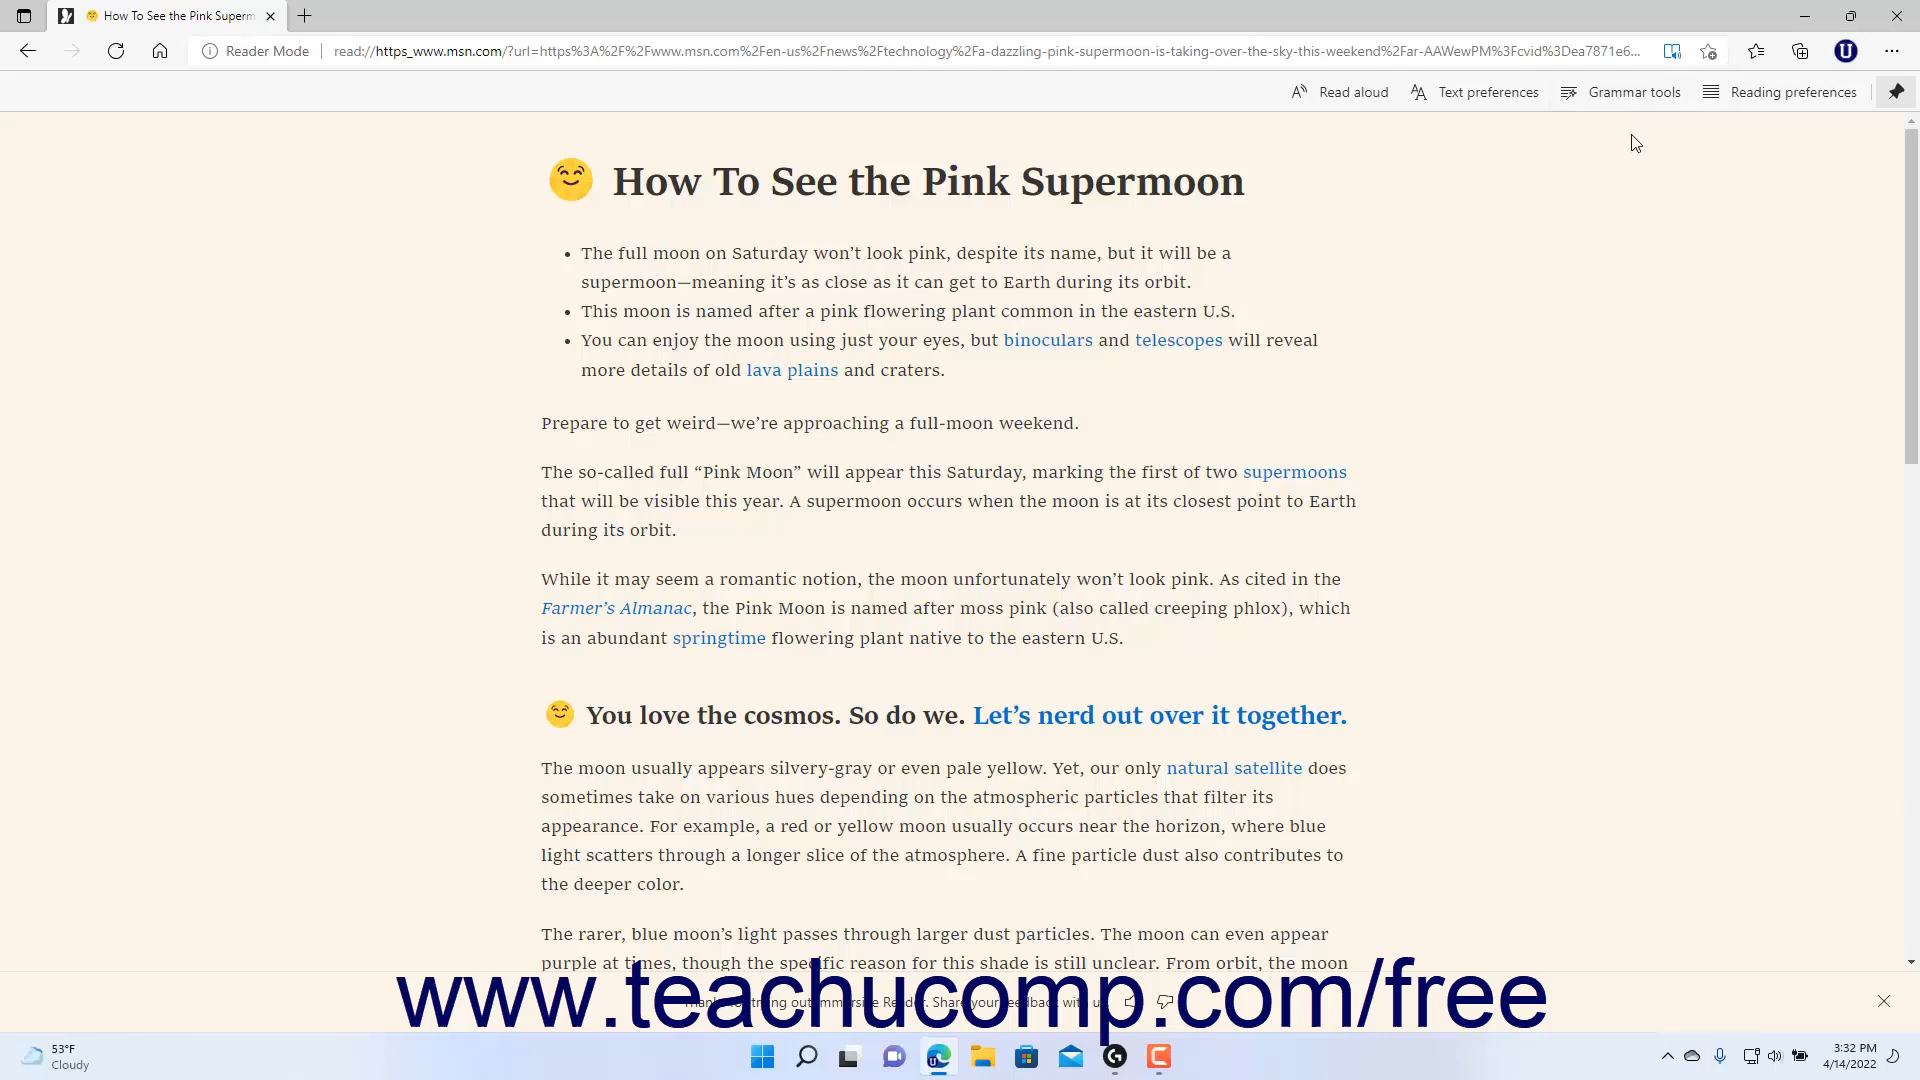 How To See the Pink Superm
Reader Mode
read://https_www.msn.com/?url=https%3A%2F%2Fwww.msn.com%2Fen-us%2Fnews%2Ftechnology%2Fa-dazzling-pink-supermoon-is-taking-over-the-sky-this-weekend%2Far-AAWewPM%3Fcvid%3Dea7871e6...
U
Read aloud
Text preferences
Grammar tools
Reading preferences
How To See the Pink Supermoon
• The full moon on Saturday won’t look pink, despite its name, but it will be a
supermoon—meaning it’s as close as it can get to Earth during its orbit.
• This moon is named after a pink flowering plant common in the eastern U.S.
• You can enjoy the moon using just your eyes, but binoculars and telescopes will reveal
more details of old lava plains and craters.
Prepare to get weird—we’re approaching a full-moon weekend.
The so-called full “Pink Moon” will appear this Saturday, marking the first of two supermoons
that will be visible this year. A supermoon occurs when the moon is at its closest point to Earth
during its orbit.
While it may seem a romantic notion, the moon unfortunately won’t look pink. As cited in the
Farmer’s Almanac, the Pink Moon is named after moss pink (also called creeping phlox), which
is an abundant springtime flowering plant native to the eastern U.S.
You love the cosmos. So do we. Let’s nerd out over it together.
The moon usually appears silvery-gray or even pale yellow. Yet, our only natural satellite does
sometimes take on various hues depending on the atmospheric particles that filter its
appearance. For example, a red or yellow moon usually occurs near the horizon, where blue
light scatters through a longer slice of the atmosphere. A fine particle dust also contributes to
the deeper color.
The rarer, blue moon’s light passes through larger dust particles. The moon can even appear
purple at times, though the specific reason for this shade is still unclear. From orbit, the moon
www.teachucomp.com/free
53°F
Cloudy
3:32 PM
4/14/2022